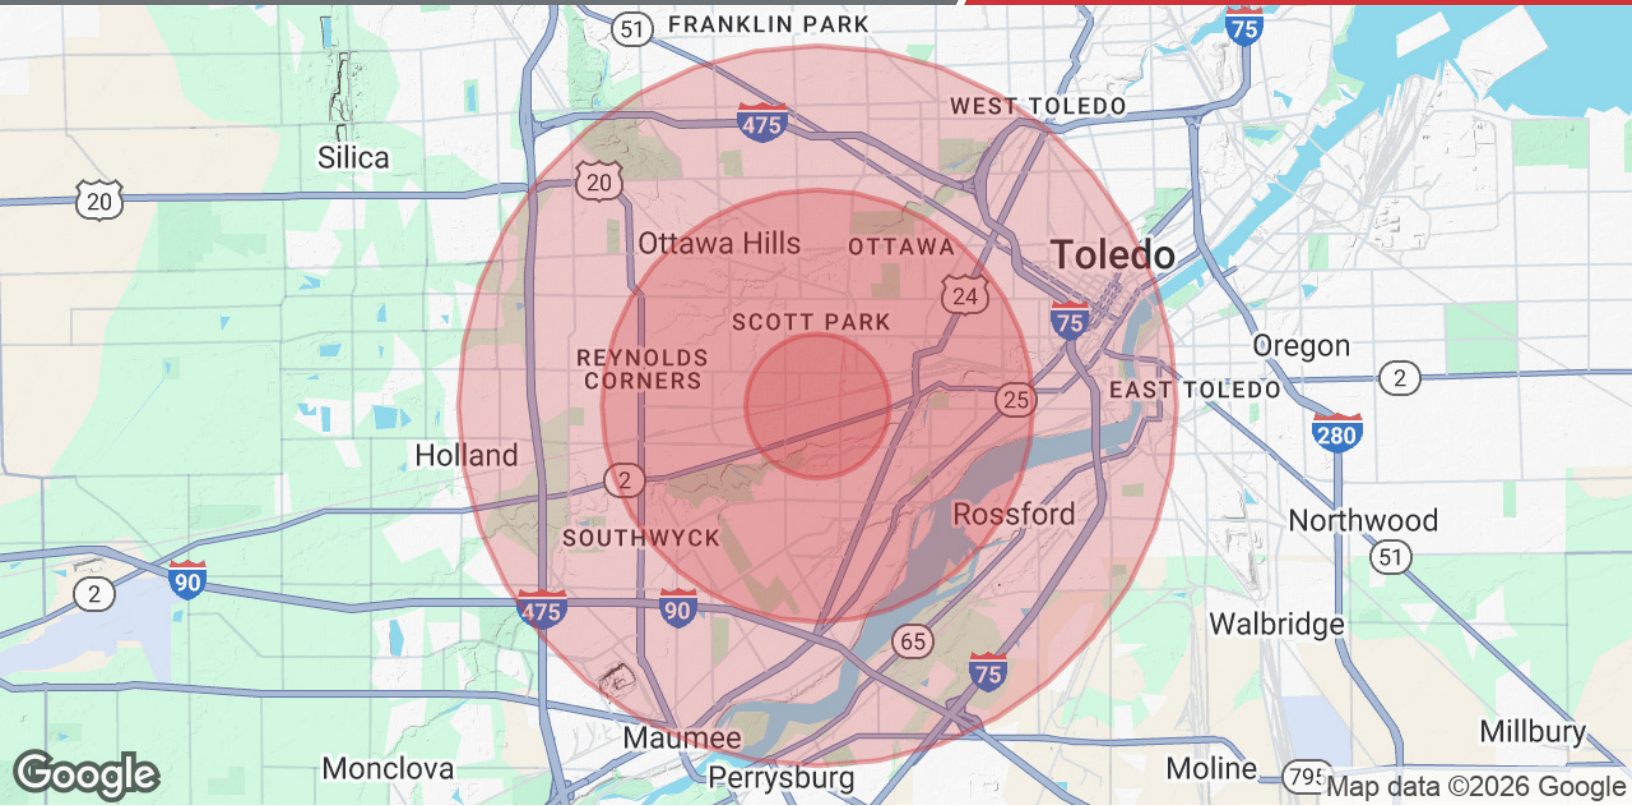 51
FRANKLIN PARK
75
WEST TOLEDO
475
Silica
20
20
Ottawa Hills
OTTAWA
Toledo
24
SCOTT PARK
75
Oregon
REYNOLDS
CORNERS
2
EAST TOLEDO
25
280
Holland
2
Rossford
Northwood
SOUTHWYCK
51
90
2
475
90
Walbridge
65
75
Maumee
Millbury
Google
Monclova
Perrysburg
Moline
795
Map data ©2026 Google